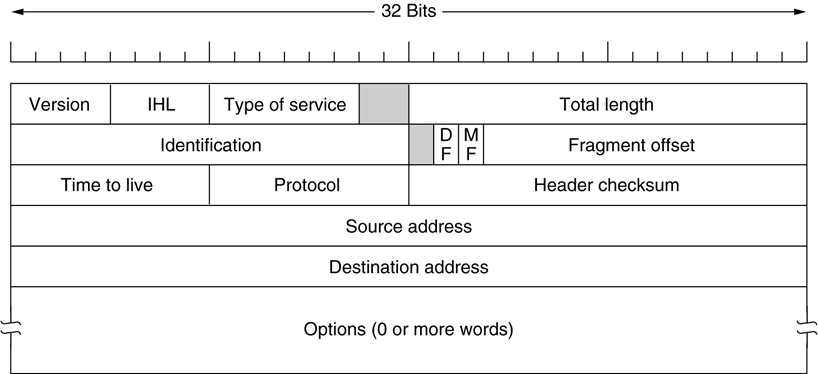 32 Bits
Version IHL Type of service Total length
Identification D F M F Fragment offset
Time to live Protocol Header checksum
Source address
Destination address
Options (0 or more words)